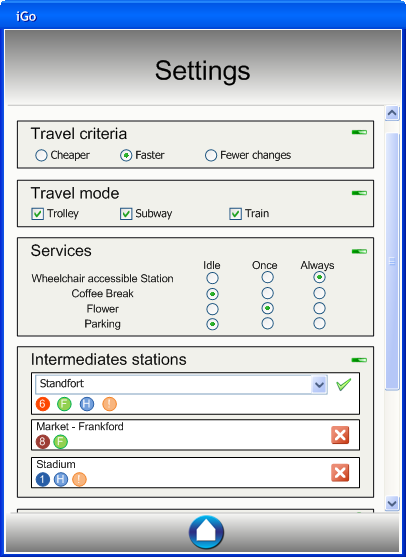 iGo
Settings
Travel criteria
Cheaper Faster Fewer changes
Travel mode
Trolley Subway Train
Services
Idle Once Always
Wheelchair accessible Station
Coffee Break
Flower
Parking
Intermediates stations
Standfort
6 F H !
Market - Frankford
8 F
Stadium
1 H !